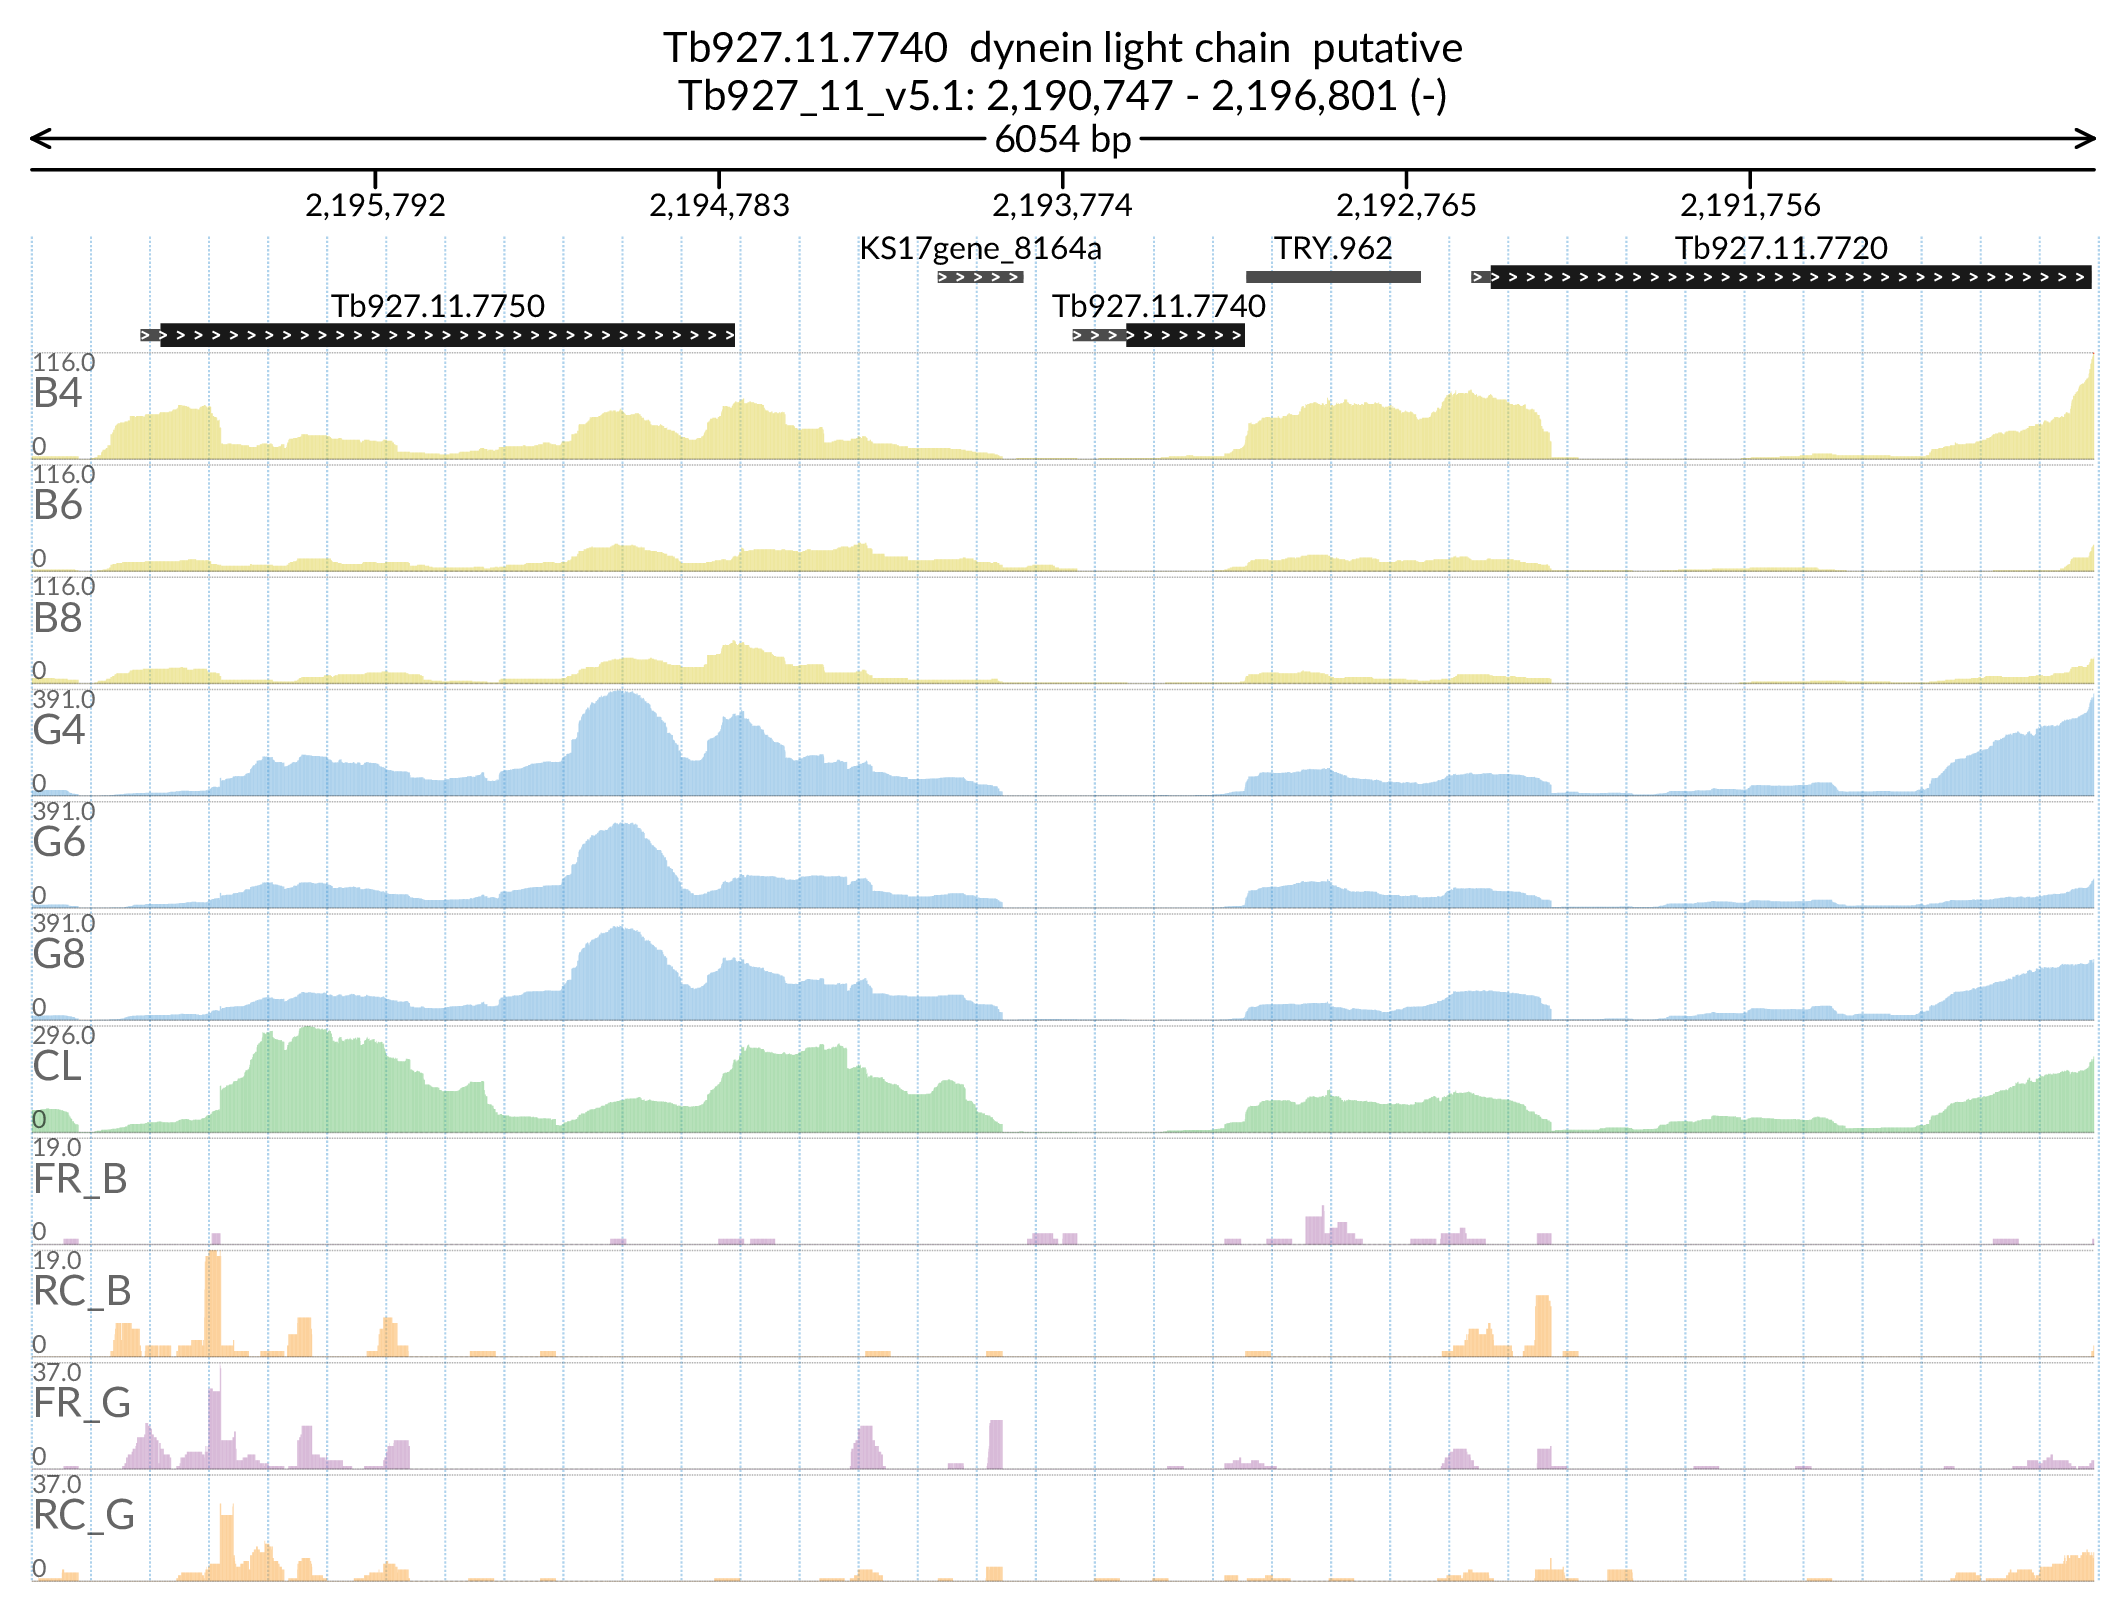 Tb927.11.7740  dynein light chain  putative
Tb927_11_v5.1: 2,190,747 - 2,196,801 (-)
6054 bp
2,195,792 2,194,783 2,193,774 2,192,765 2,191,756
KS17gene_8164a TRY.962 Tb927.11.7720
Tb927.11.7750 Tb927.11.7740
116.0
B4
0
116.0
B6
0
116.0
B8
0
391.0
G4
0
391.0
G6
0
391.0
G8
0
296.0
CL
0
19.0
FR_B
0
19.0
RC_B
0
37.0
FR_G
0
37.0
RC_G
0